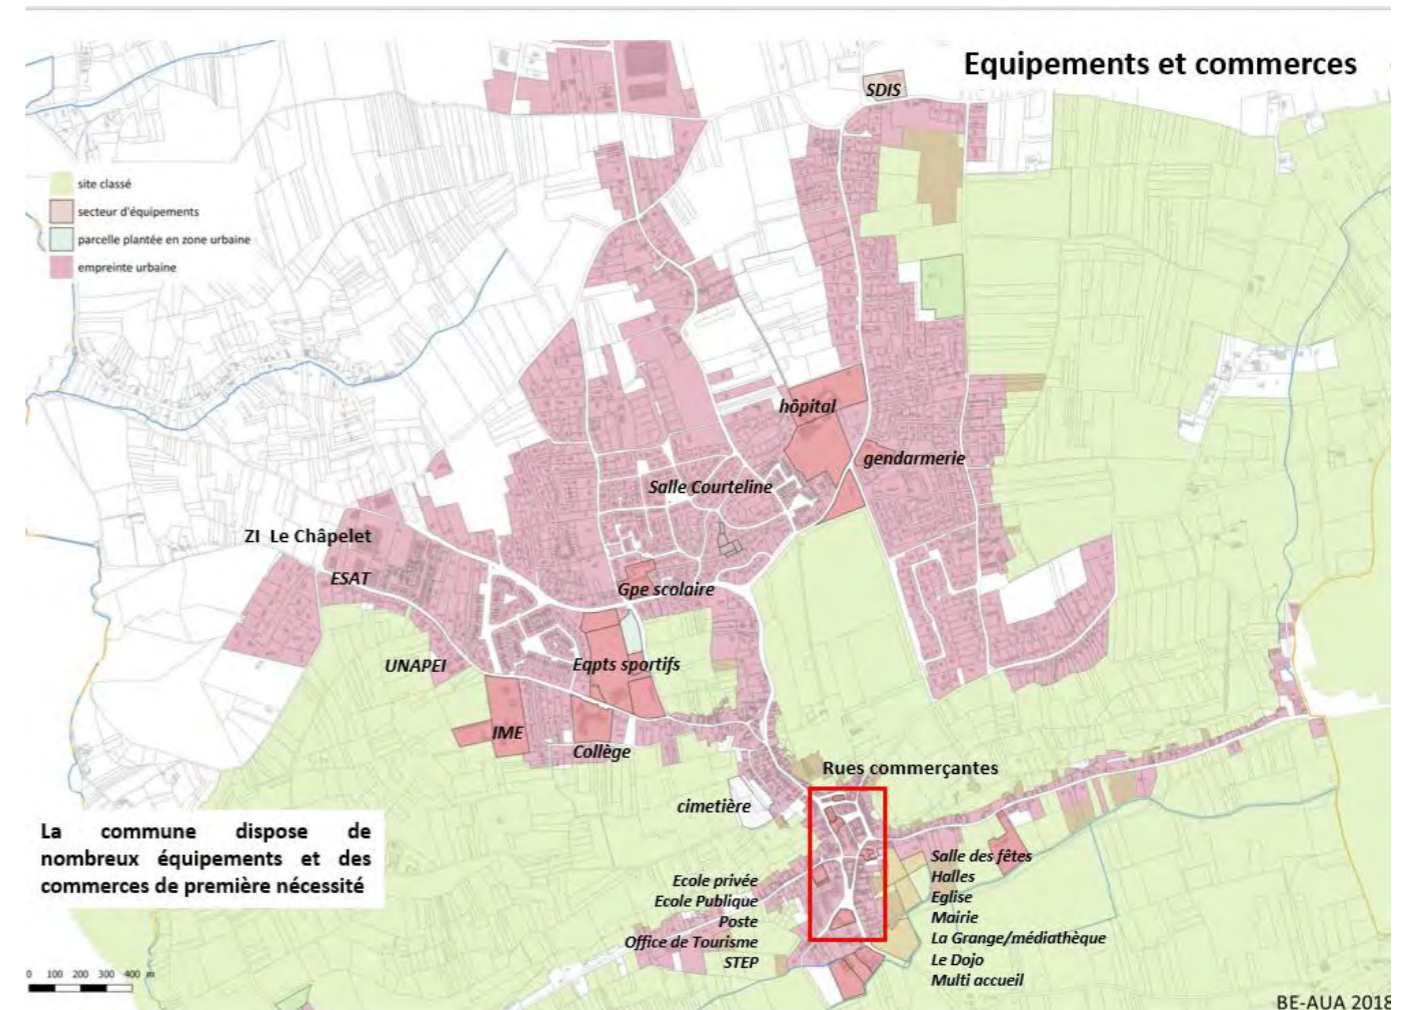 Equipements et commerces
SDIS
site classé
secteur d'équipements
parcelle plantée en zone urbaine
empreinte urbaine
hôpital
gendarmerie
Salle Courteline
ZI Le Châpelet
ESAT
Gpe scolaire
UNAPEI
Eqpts sportifs
IME
Collège
Rues commerçantes
cimetière
La commune dispose de
nombreux équipements et des
commerces de première nécessité
Ecole privée
Ecole Publique
Poste
Office de Tourisme
STEP
Salle des fêtes
Halles
Eglise
Mairie
La Grange/médiathèque
Le Dojo
Multi accueil
0 100 200 300 400 m
BE-AUA 2018